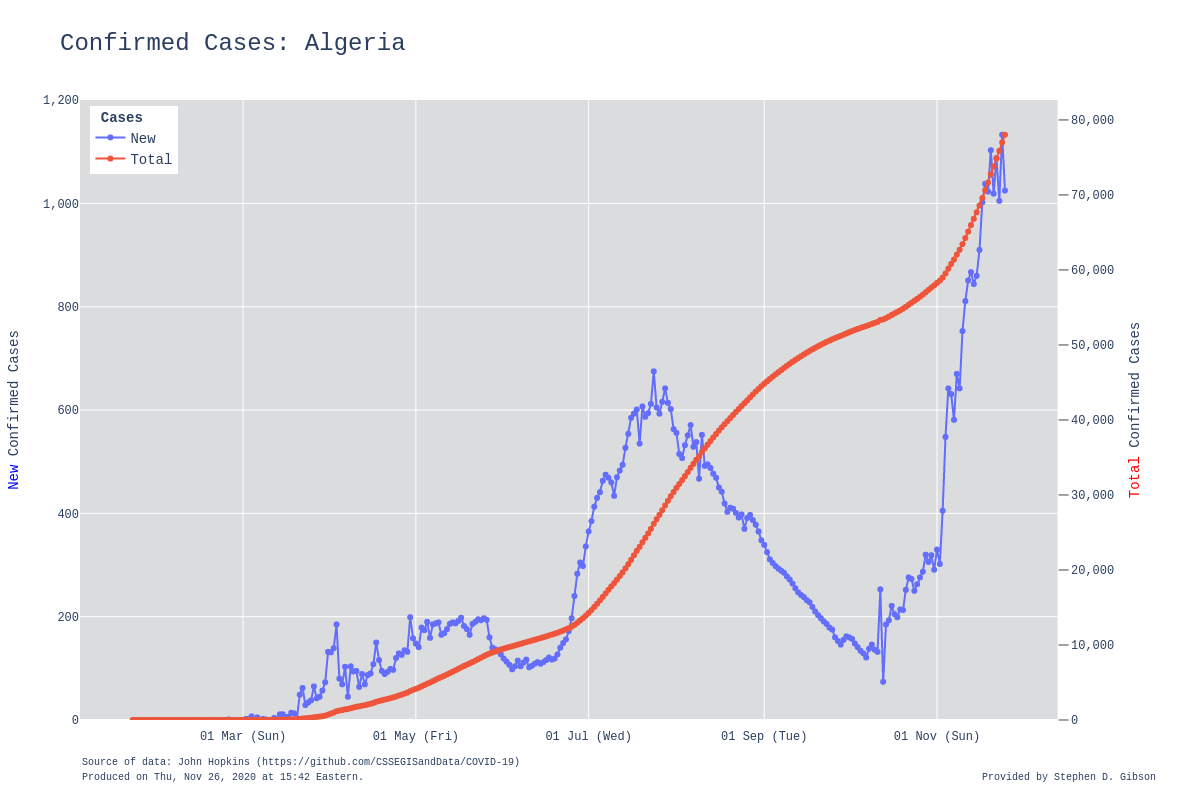 Confirmed Cases: Algeria
Cases
New
Total
1,200
1,000
800
600
400
200
0
80,000
70,000
60,000
50,000
40,000
30,000
20,000
10,000
0
New Confirmed Cases
Total Confirmed Cases
01 Mar (Sun)
01 May (Fri)
01 Jul (Wed)
01 Sep (Tue)
01 Nov (Sun)
Source of data: John Hopkins (https://github.com/CSSEGISandData/COVID-19)
Produced on Thu, Nov 26, 2020 at 15:42 Eastern.
Provided by Stephen D. Gibson